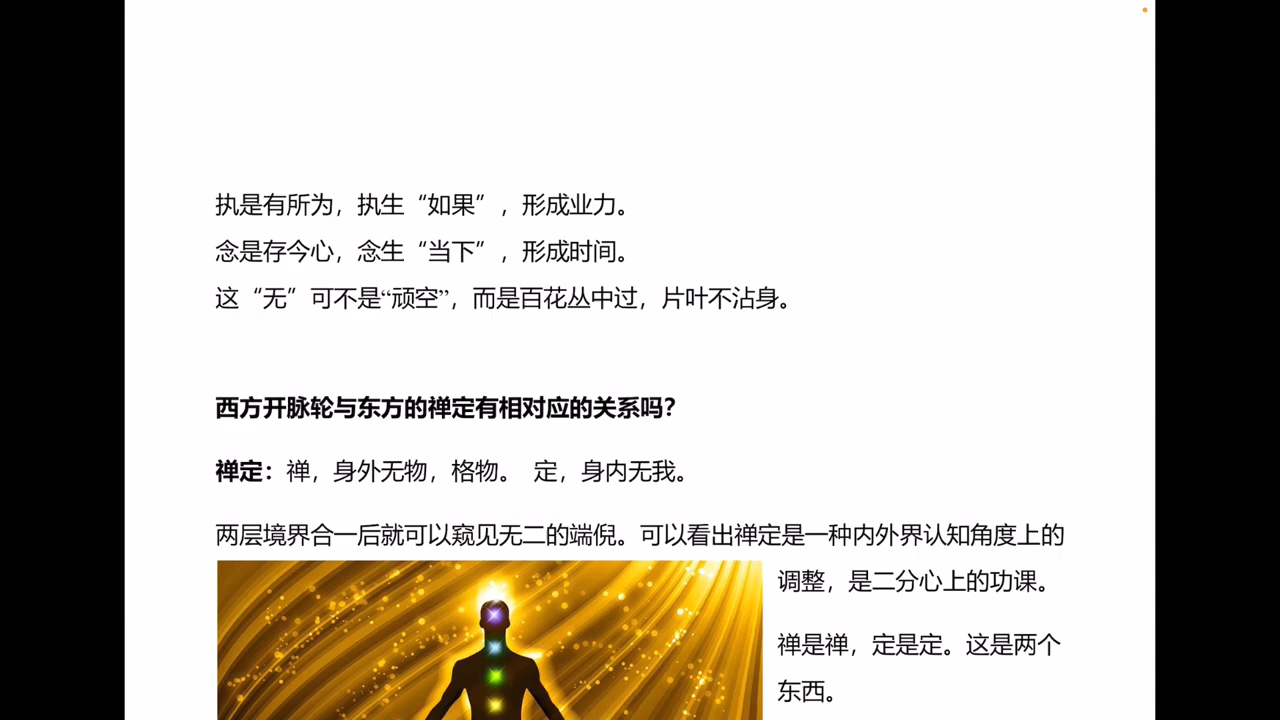 执是有所为，执生“如果”，形成业力。
念是存今心，念生“当下”，形成时间。
这“无”可不是“顽空”，而是百花丛中过，片叶不沾身。
西方开脉轮与东方的禅定有相对应的关系吗？
禅定：禅，身外无物，格物。 定，身内无我。
两层境界合一后就可以窥见无二的端倪。可以看出禅定是一种内外界认知角度上的
调整，是二分心上的功课。
禅是禅，定是定。这是两个
东西。